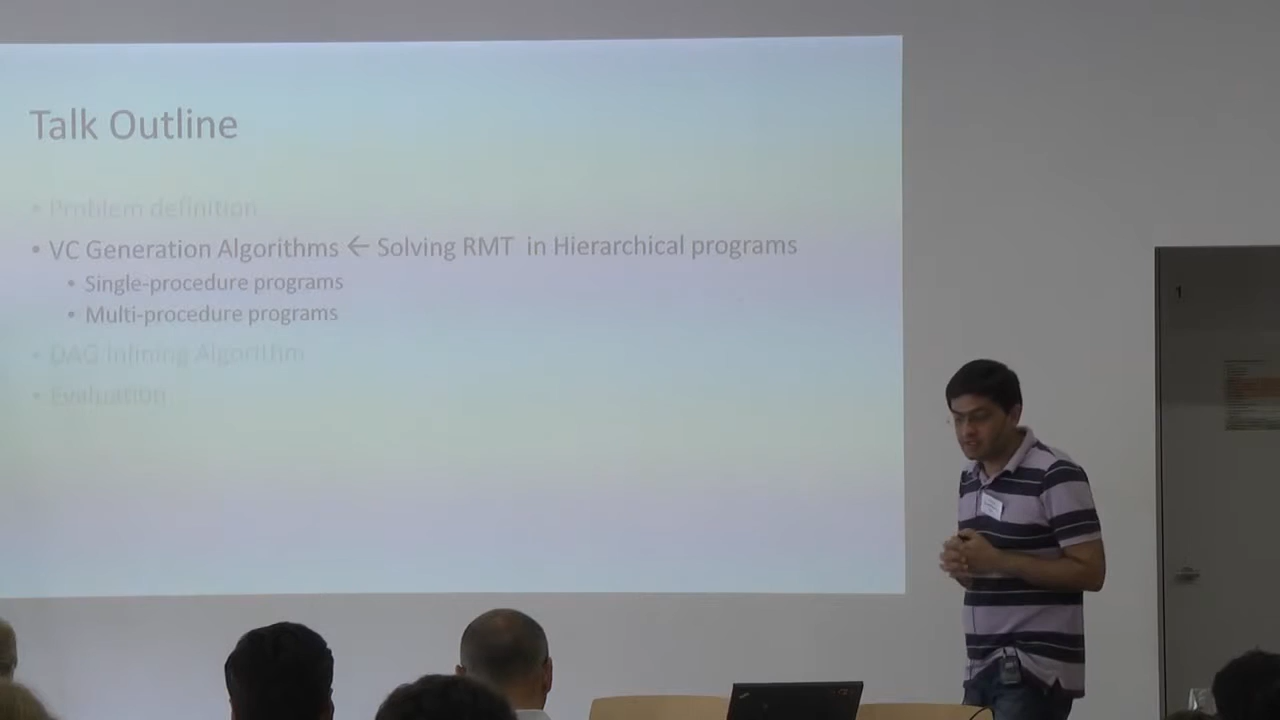 Talk Outline
• Problem definition
• VC Generation Algorithms ← Solving RMT in Hierarchical programs
• Single-procedure programs
• Multi-procedure programs
• DAG Inlining Algorithm
• Evaluation
1